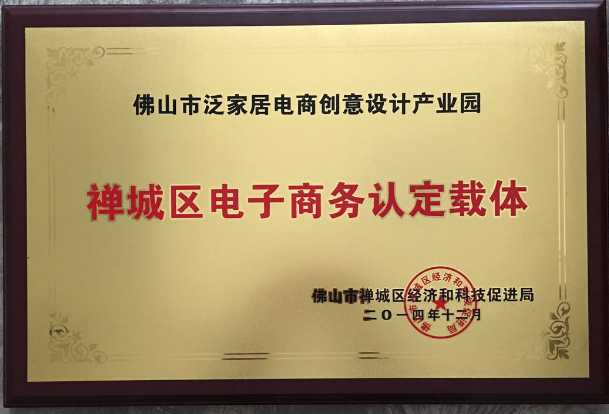 佛山市泛家居电商创意设计产业园
禅城区电子商务认定载体
佛山市禅城区经济和科技促进局
二〇一四年十二月